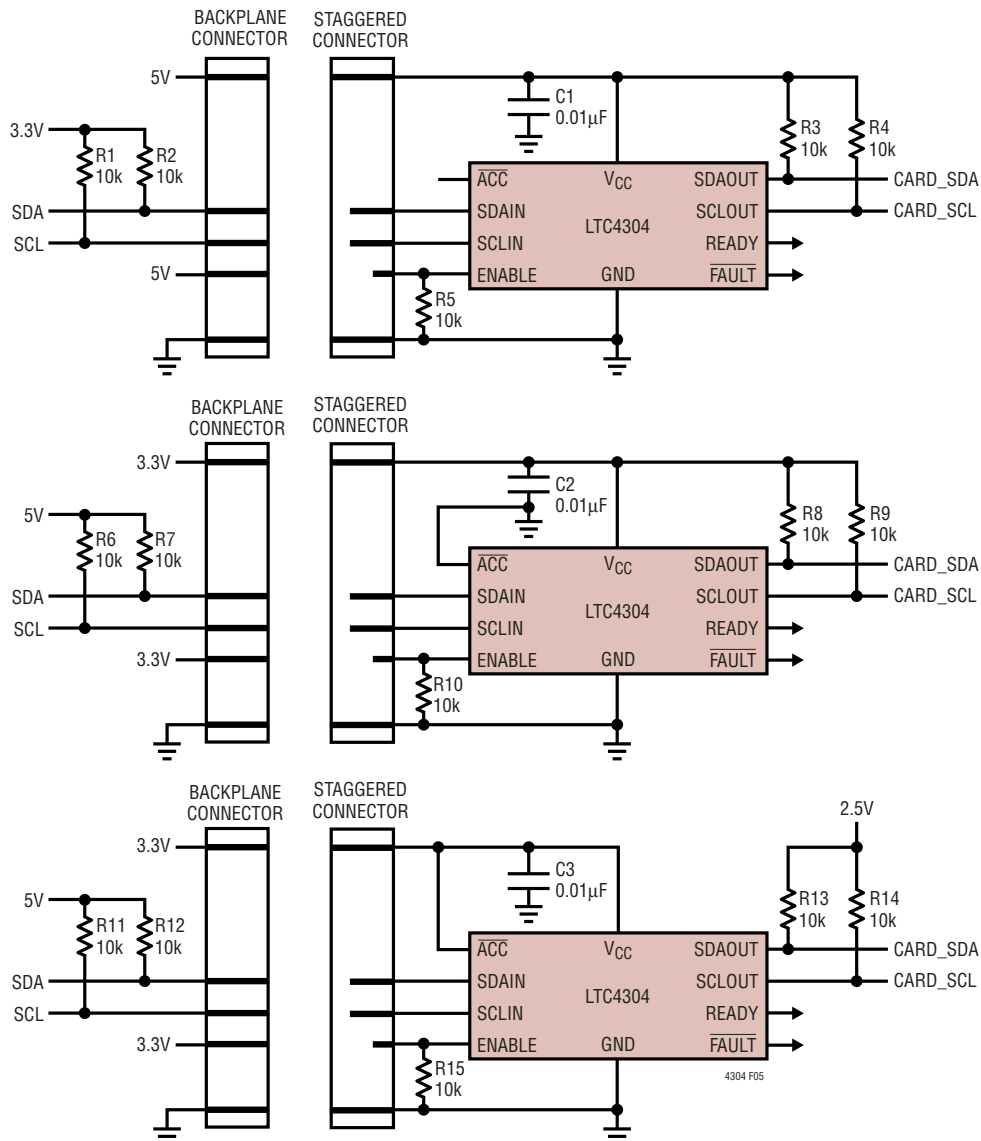 BACKPLANE
CONNECTOR
STAGGERED
CONNECTOR
5V
3.3V
R1
10k
R2
10k
SDA
SCL
5V
C1
0.01µF
R3
10k
R4
10k
ACC
VCC
SDAOUT
CARD_SDA
SDAIN
LTC4304
SCLOUT
CARD_SCL
SCLIN
READY
ENABLE
GND
FAULT
R5
10k
BACKPLANE
CONNECTOR
STAGGERED
CONNECTOR
3.3V
5V
R6
10k
R7
10k
SDA
SCL
3.3V
C2
0.01µF
R8
10k
R9
10k
ACC
VCC
SDAOUT
CARD_SDA
SDAIN
LTC4304
SCLOUT
CARD_SCL
SCLIN
READY
ENABLE
GND
FAULT
R10
10k
BACKPLANE
CONNECTOR
STAGGERED
CONNECTOR
3.3V
5V
R11
10k
R12
10k
SDA
SCL
3.3V
2.5V
C3
0.01µF
R13
10k
R14
10k
ACC
VCC
SDAOUT
CARD_SDA
SDAIN
LTC4304
SCLOUT
CARD_SCL
SCLIN
READY
ENABLE
GND
FAULT
R15
10k
4304 F05